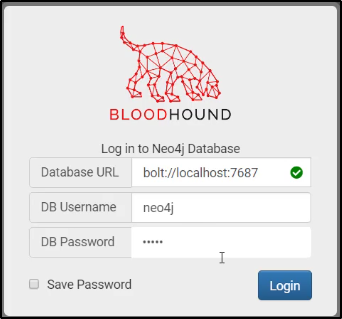 BLOODHOUND
Log in to Neo4j Database
Database URL bolt://localhost:7687
DB Username neo4j
DB Password •••••
Save Password Login